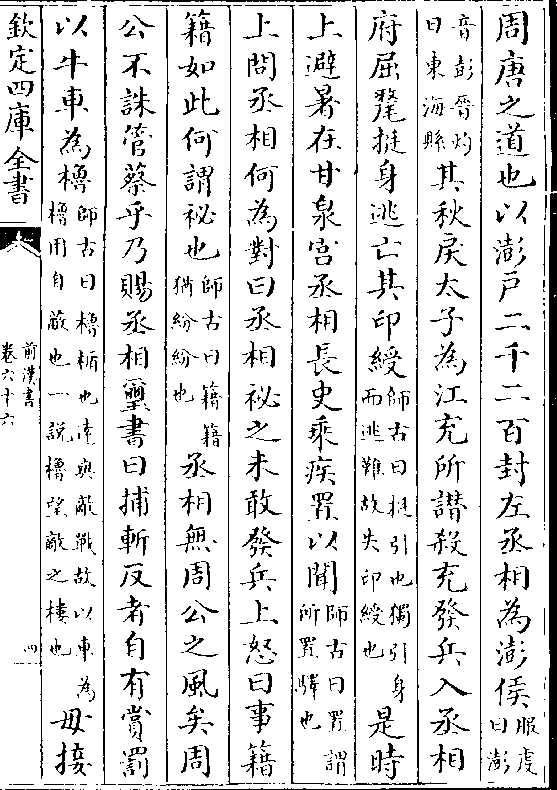 周唐之道也以澎戸二千二百封左丞相為澎侯服䖍曰澎
音彭晋灼曰東海縣其秋戾太子為江充所譛殺充發兵入丞相
府屈氂挺身逃亡其印綬師古曰挺引也獨引身而逃難故失印綬也是時
上避暑在甘泉宫丞相長史乘疾置以聞師古曰置謂所置驛也
上問丞相何為對曰丞相祕之未敢發兵上怒曰事籍
籍如此何謂祕也師古曰籍籍猶紛紛也丞相無周公之風矣周
公不誅管蔡乎乃賜丞相璽書曰捕斬反者自有賞罰
以牛車為櫓師古曰櫓楯也逺與敵戰故以車為櫓用自蔽也一説櫓望敵之樓也毋接
欽定四庫全書
前漢書
卷六十六
四